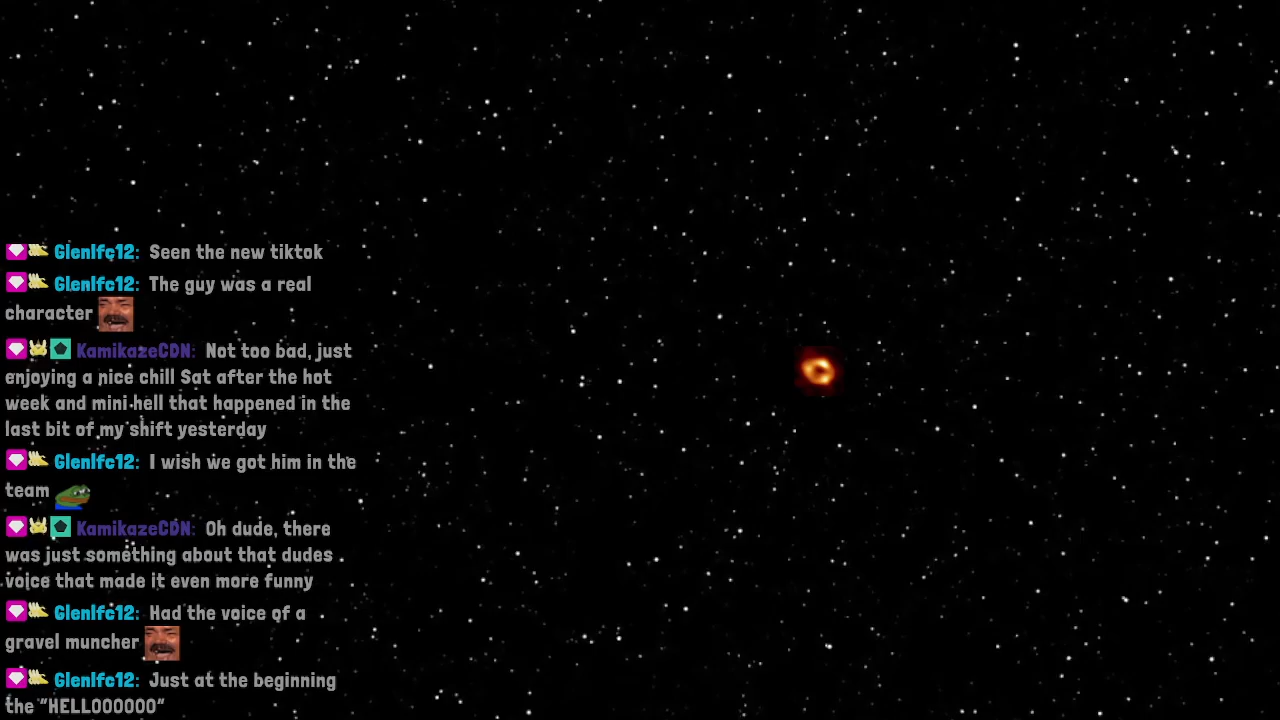 Glenlfc12: Seen the new tiktok
Glenlfc12: The guy was a real
character
KamikazeCDN: Not too bad, just
enjoying a nice chill Sat after the hot
week and mini hell that happened in the
last bit of my shift yesterday
Glenlfc12: I wish we got him in the
team
KamikazeCDN: Oh dude, there
was just something about that dudes
voice that made it even more funny
Glenlfc12: Had the voice of a
gravel muncher
Glenlfc12: Just at the beginning
the "HELLOOOOOO"